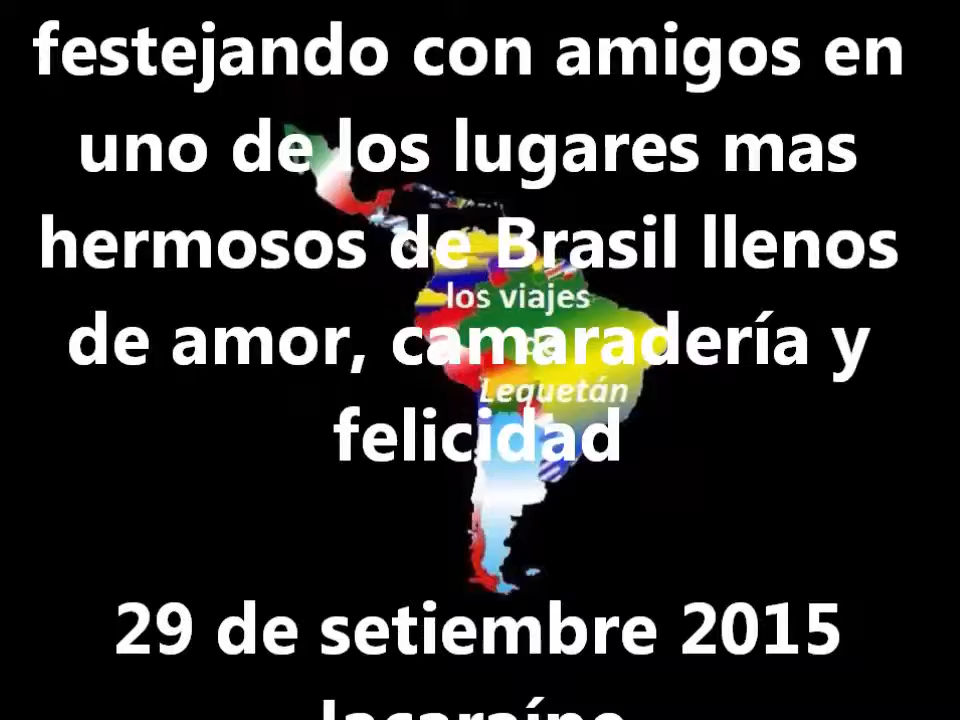 festejando con amigos en
uno de los lugares mas
hermosos de Brasil llenos
los viajes
de amor, camaradería y
de
Lequetán
felicidad
29 de setiembre 2015